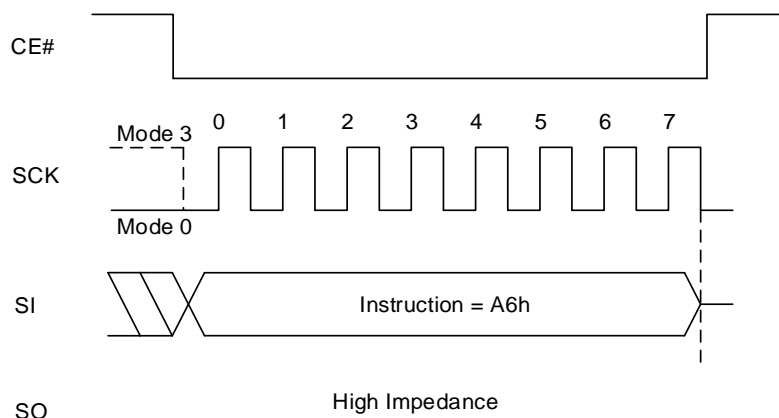 CE#
Mode 3
0 1 2 3 4 5 6 7
SCK
Mode 0
SI
Instruction = A6h
SO
High Impedance